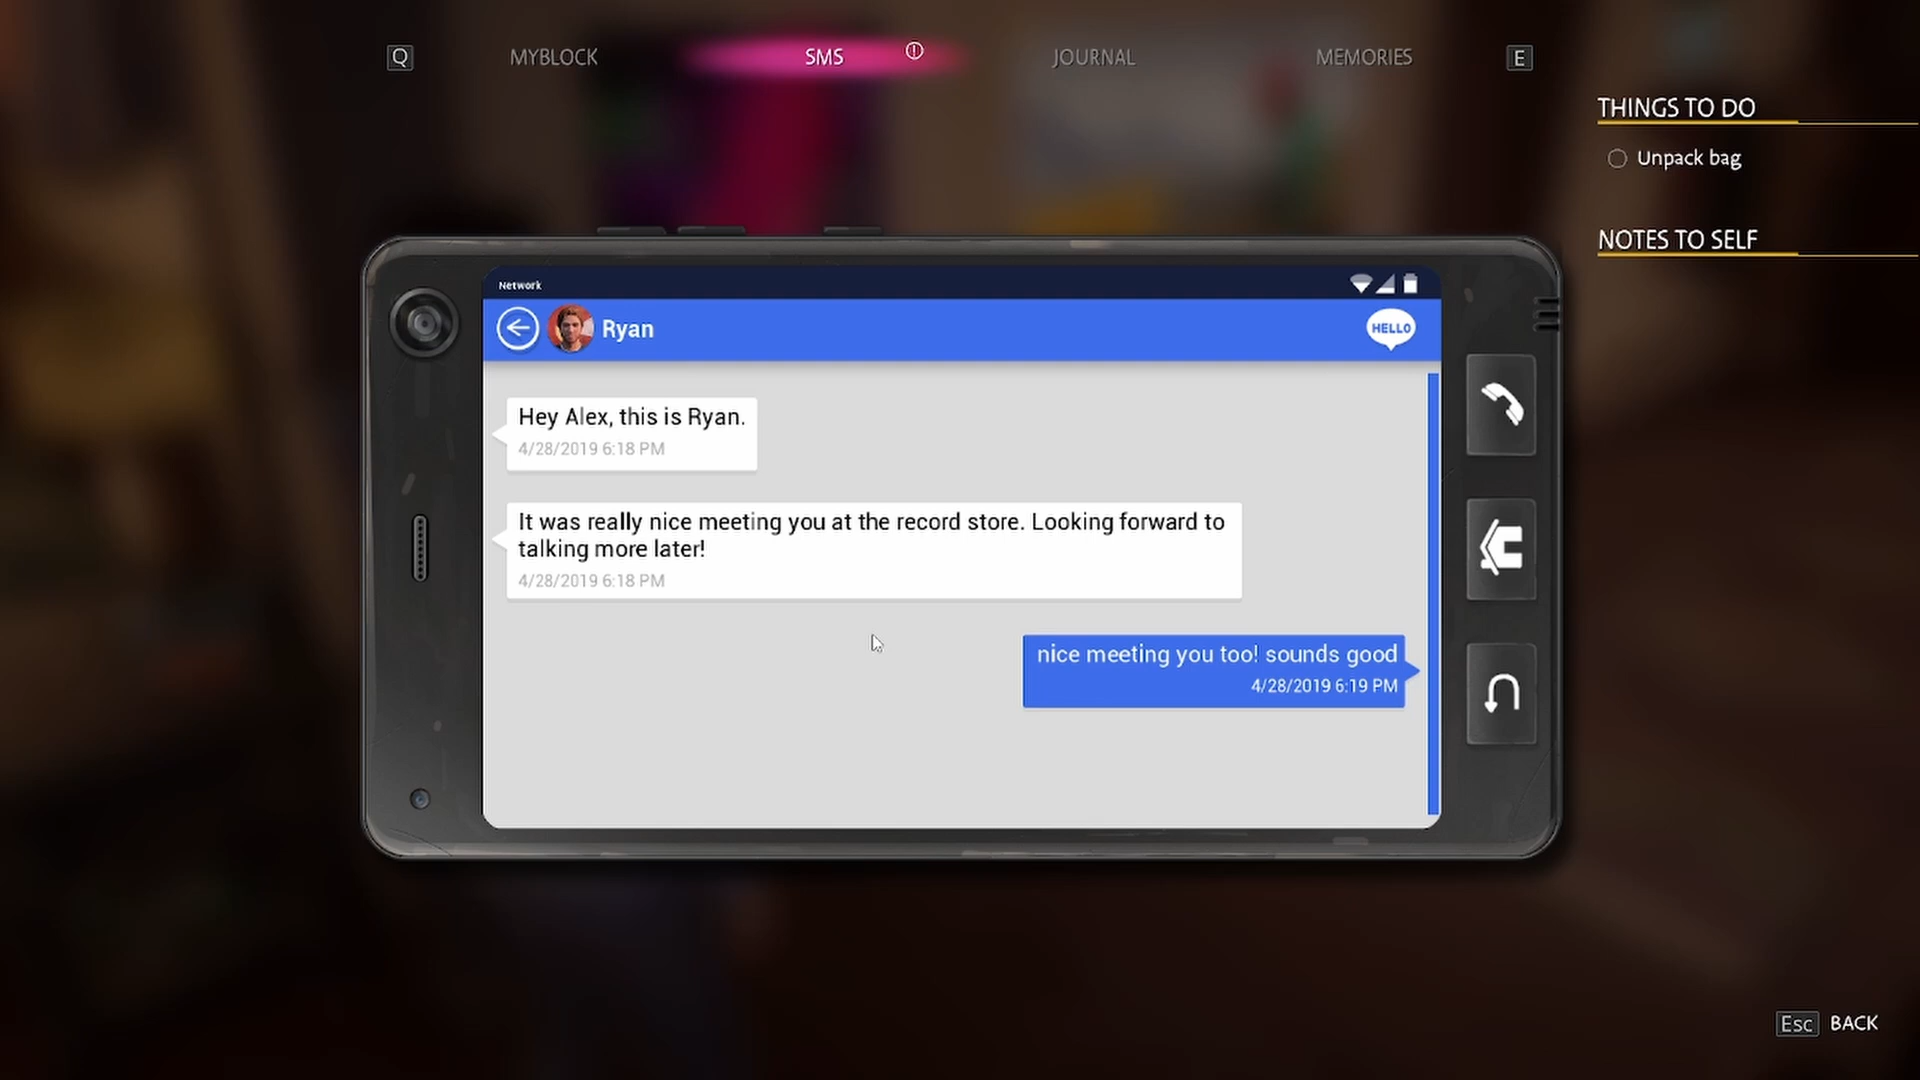 Q MYBLOCK SMS JOURNAL MEMORIES E
THINGS TO DO
Unpack bag
NOTES TO SELF
Network
Ryan
HELLO
Hey Alex, this is Ryan.
4/28/2019 6:18 PM
It was really nice meeting you at the record store. Looking forward to
talking more later!
4/28/2019 6:18 PM
nice meeting you too! sounds good
4/28/2019 6:19 PM
Esc BACK